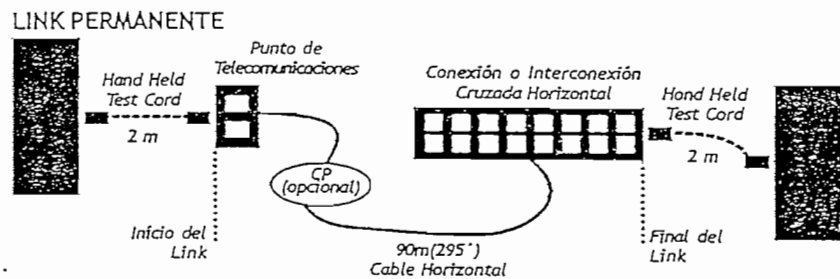 LINK PERMANENTE
Punto de
Telecomunicaciones
Hand Held
Test Cord
2 m
Conexión o Interconexión
Cruzada Horizontal
Hond Held
Test Cord
2 m
CP
(opcional)
Inicio del
Link
90m(295´)
Cable Horizontal
Final del
Link